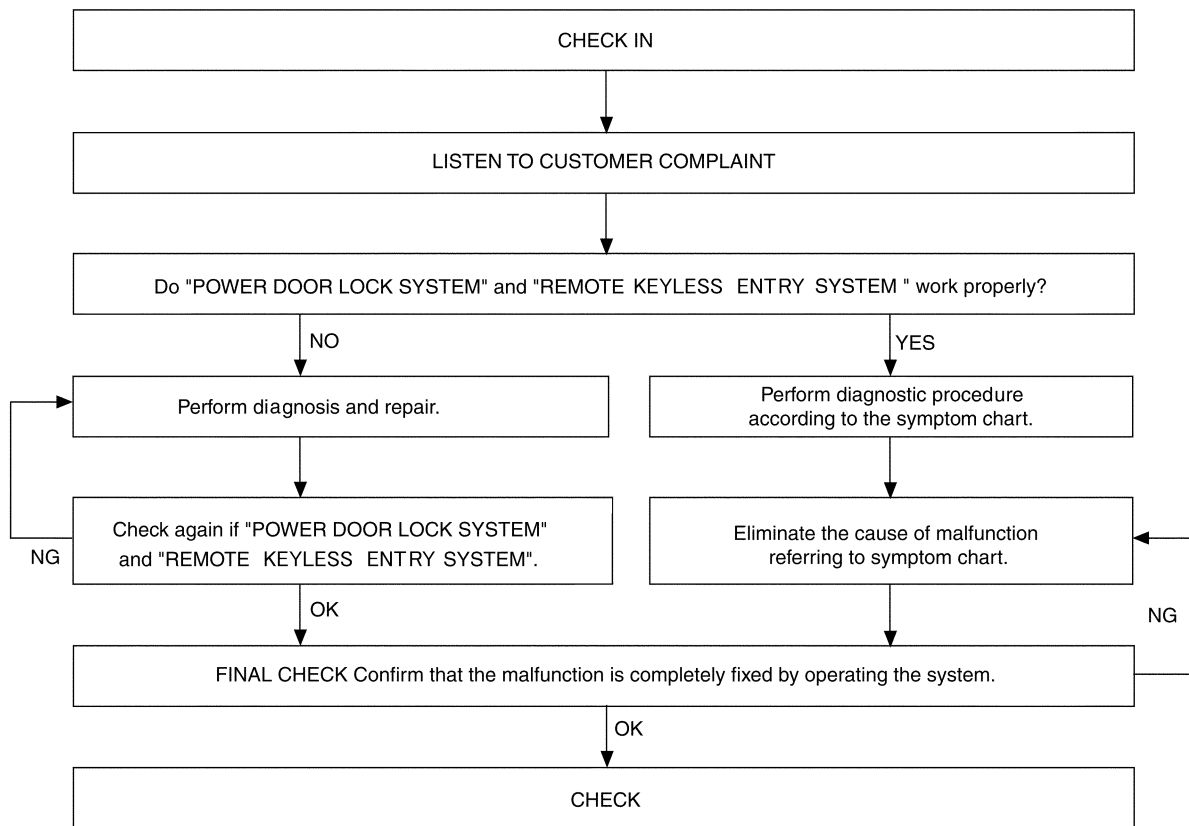 CHECK IN
LISTEN TO CUSTOMER COMPLAINT
Do "POWER DOOR LOCK SYSTEM" and "REMOTE KEYLESS ENTRY SYSTEM " work properly?
NO
YES
Perform diagnosis and repair.
Perform diagnostic procedure
according to the symptom chart.
Check again if "POWER DOOR LOCK SYSTEM"
and "REMOTE KEYLESS ENTRY SYSTEM".
NG
Eliminate the cause of malfunction
referring to symptom chart.
OK
NG
FINAL CHECK Confirm that the malfunction is completely fixed by operating the system.
OK
CHECK